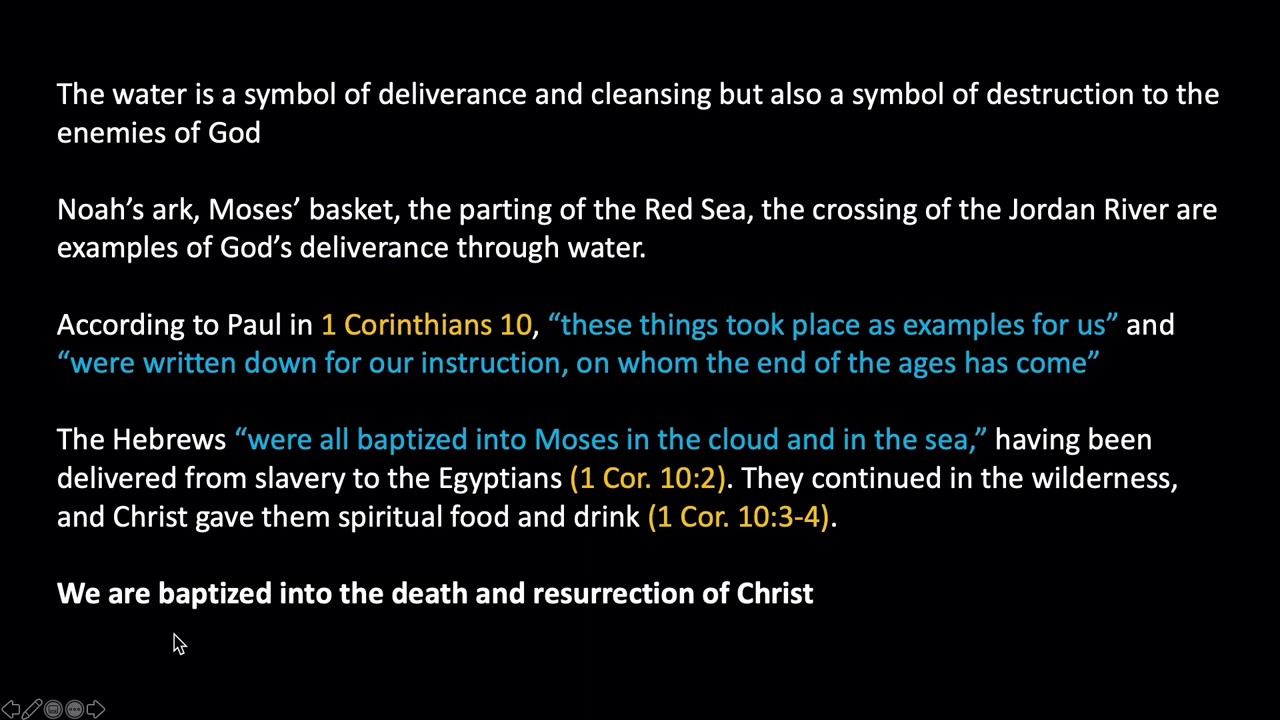 The water is a symbol of deliverance and cleansing but also a symbol of destruction to the
enemies of God
Noah’s ark, Moses’ basket, the parting of the Red Sea, the crossing of the Jordan River are
examples of God’s deliverance through water.
According to Paul in 1 Corinthians 10, “these things took place as examples for us” and
“were written down for our instruction, on whom the end of the ages has come”
The Hebrews “were all baptized into Moses in the cloud and in the sea,” having been
delivered from slavery to the Egyptians (1 Cor. 10:2). They continued in the wilderness,
and Christ gave them spiritual food and drink (1 Cor. 10:3-4).
We are baptized into the death and resurrection of Christ